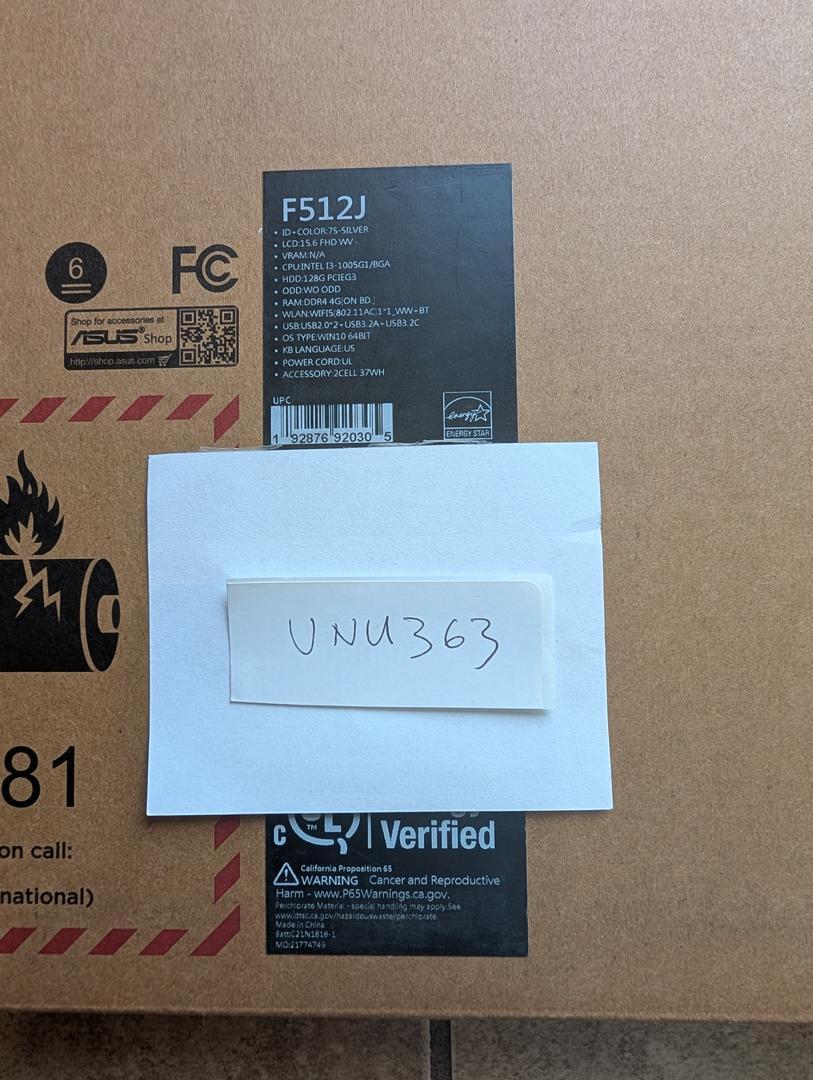 F512J
• ID+COLOR:7S-SILVER
• LCD:15.6 FHD WV
• VRAM:N/A
• CPU:INTEL I3-1005G1/BGA
• HDD:128G PCIEG3
• ODD:WO ODD
• RAM:DDR4 4G[ON BD.]
• WLAN:WIFI5(802.11AC)1*1_WW+BT
• USB:USB2.0*2+USB3.2A+USB3.2C
• OS TYPE:WIN10 64BIT
• KB LANGUAGE:US
• POWER CORD:UL
• ACCESSORY:2CELL 37WH
UPC
1 92876 92030 5
energy
ENERGY STAR
6
FC
Shop for accessories at
ASUS® Shop
http://shop.asus.com
UNU363
81
on call:
national)
c UL
TM
Verified
California Proposition 65
WARNING Cancer and Reproductive
Harm - www.P65Warnings.ca.gov.
Perchlorate Material - special handling may apply. See
www.dtsc.ca.gov/hazardouswaste/perchlorate.
Made in China
Batt:C21N1818-1
MO:21774749